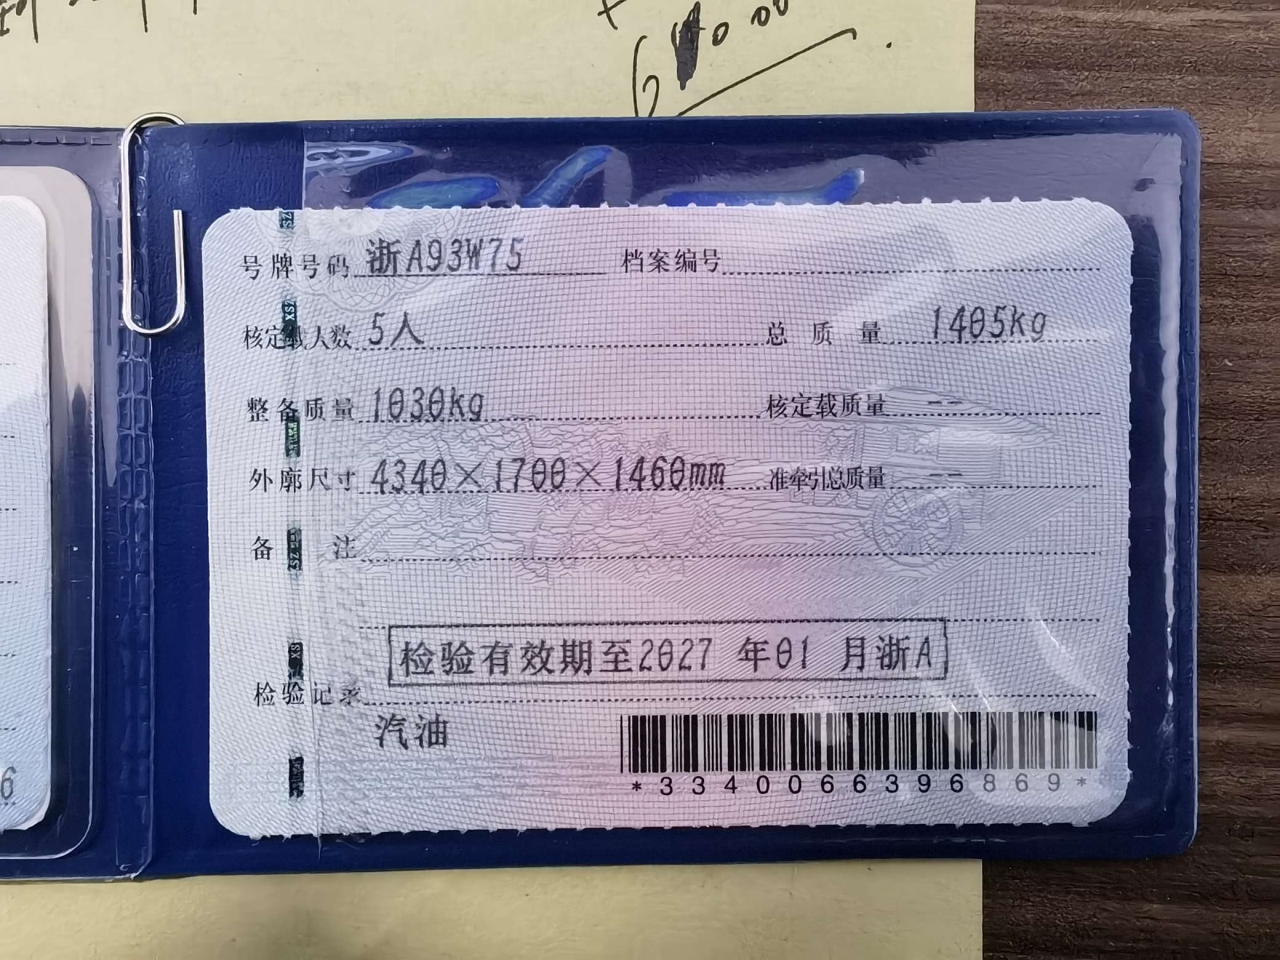 号牌号码 浙A93W75 档案编号
核定载人数 5人 总质量 1405kg
整备质量 1030kg 核定载质量 --
外廓尺寸 4340×1700×1460mm 准牵引总质量 --
备注
检验有效期至2027 年01 月浙A
检验记录
汽油
*3340066396869*
6